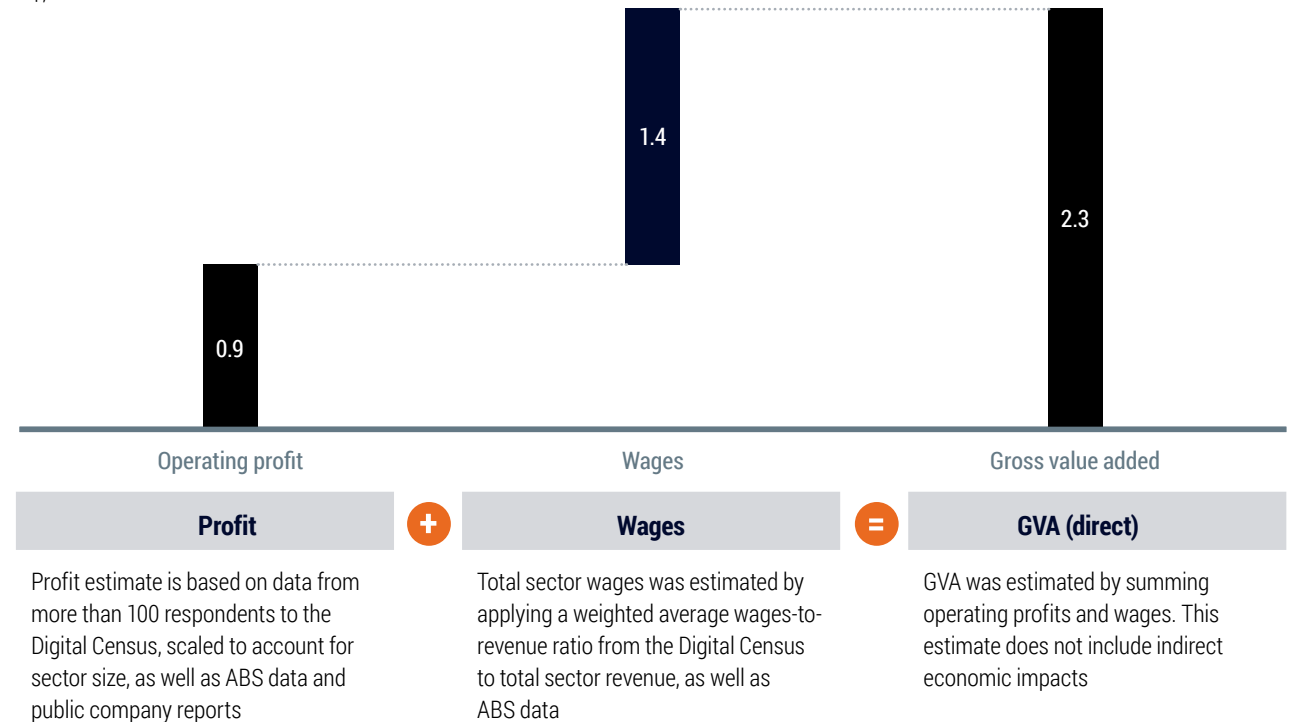 1.4
2.3
0.9
Operating profit
Wages
Gross value added
Profit
+
Wages
=
GVA (direct)
Profit estimate is based on data from
more than 100 respondents to the
Digital Census, scaled to account for
sector size, as well as ABS data and
public company reports
Total sector wages was estimated by
applying a weighted average wages-to-
revenue ratio from the Digital Census
to total sector revenue, as well as
ABS data
GVA was estimated by summing
operating profits and wages. This
estimate does not include indirect
economic impacts